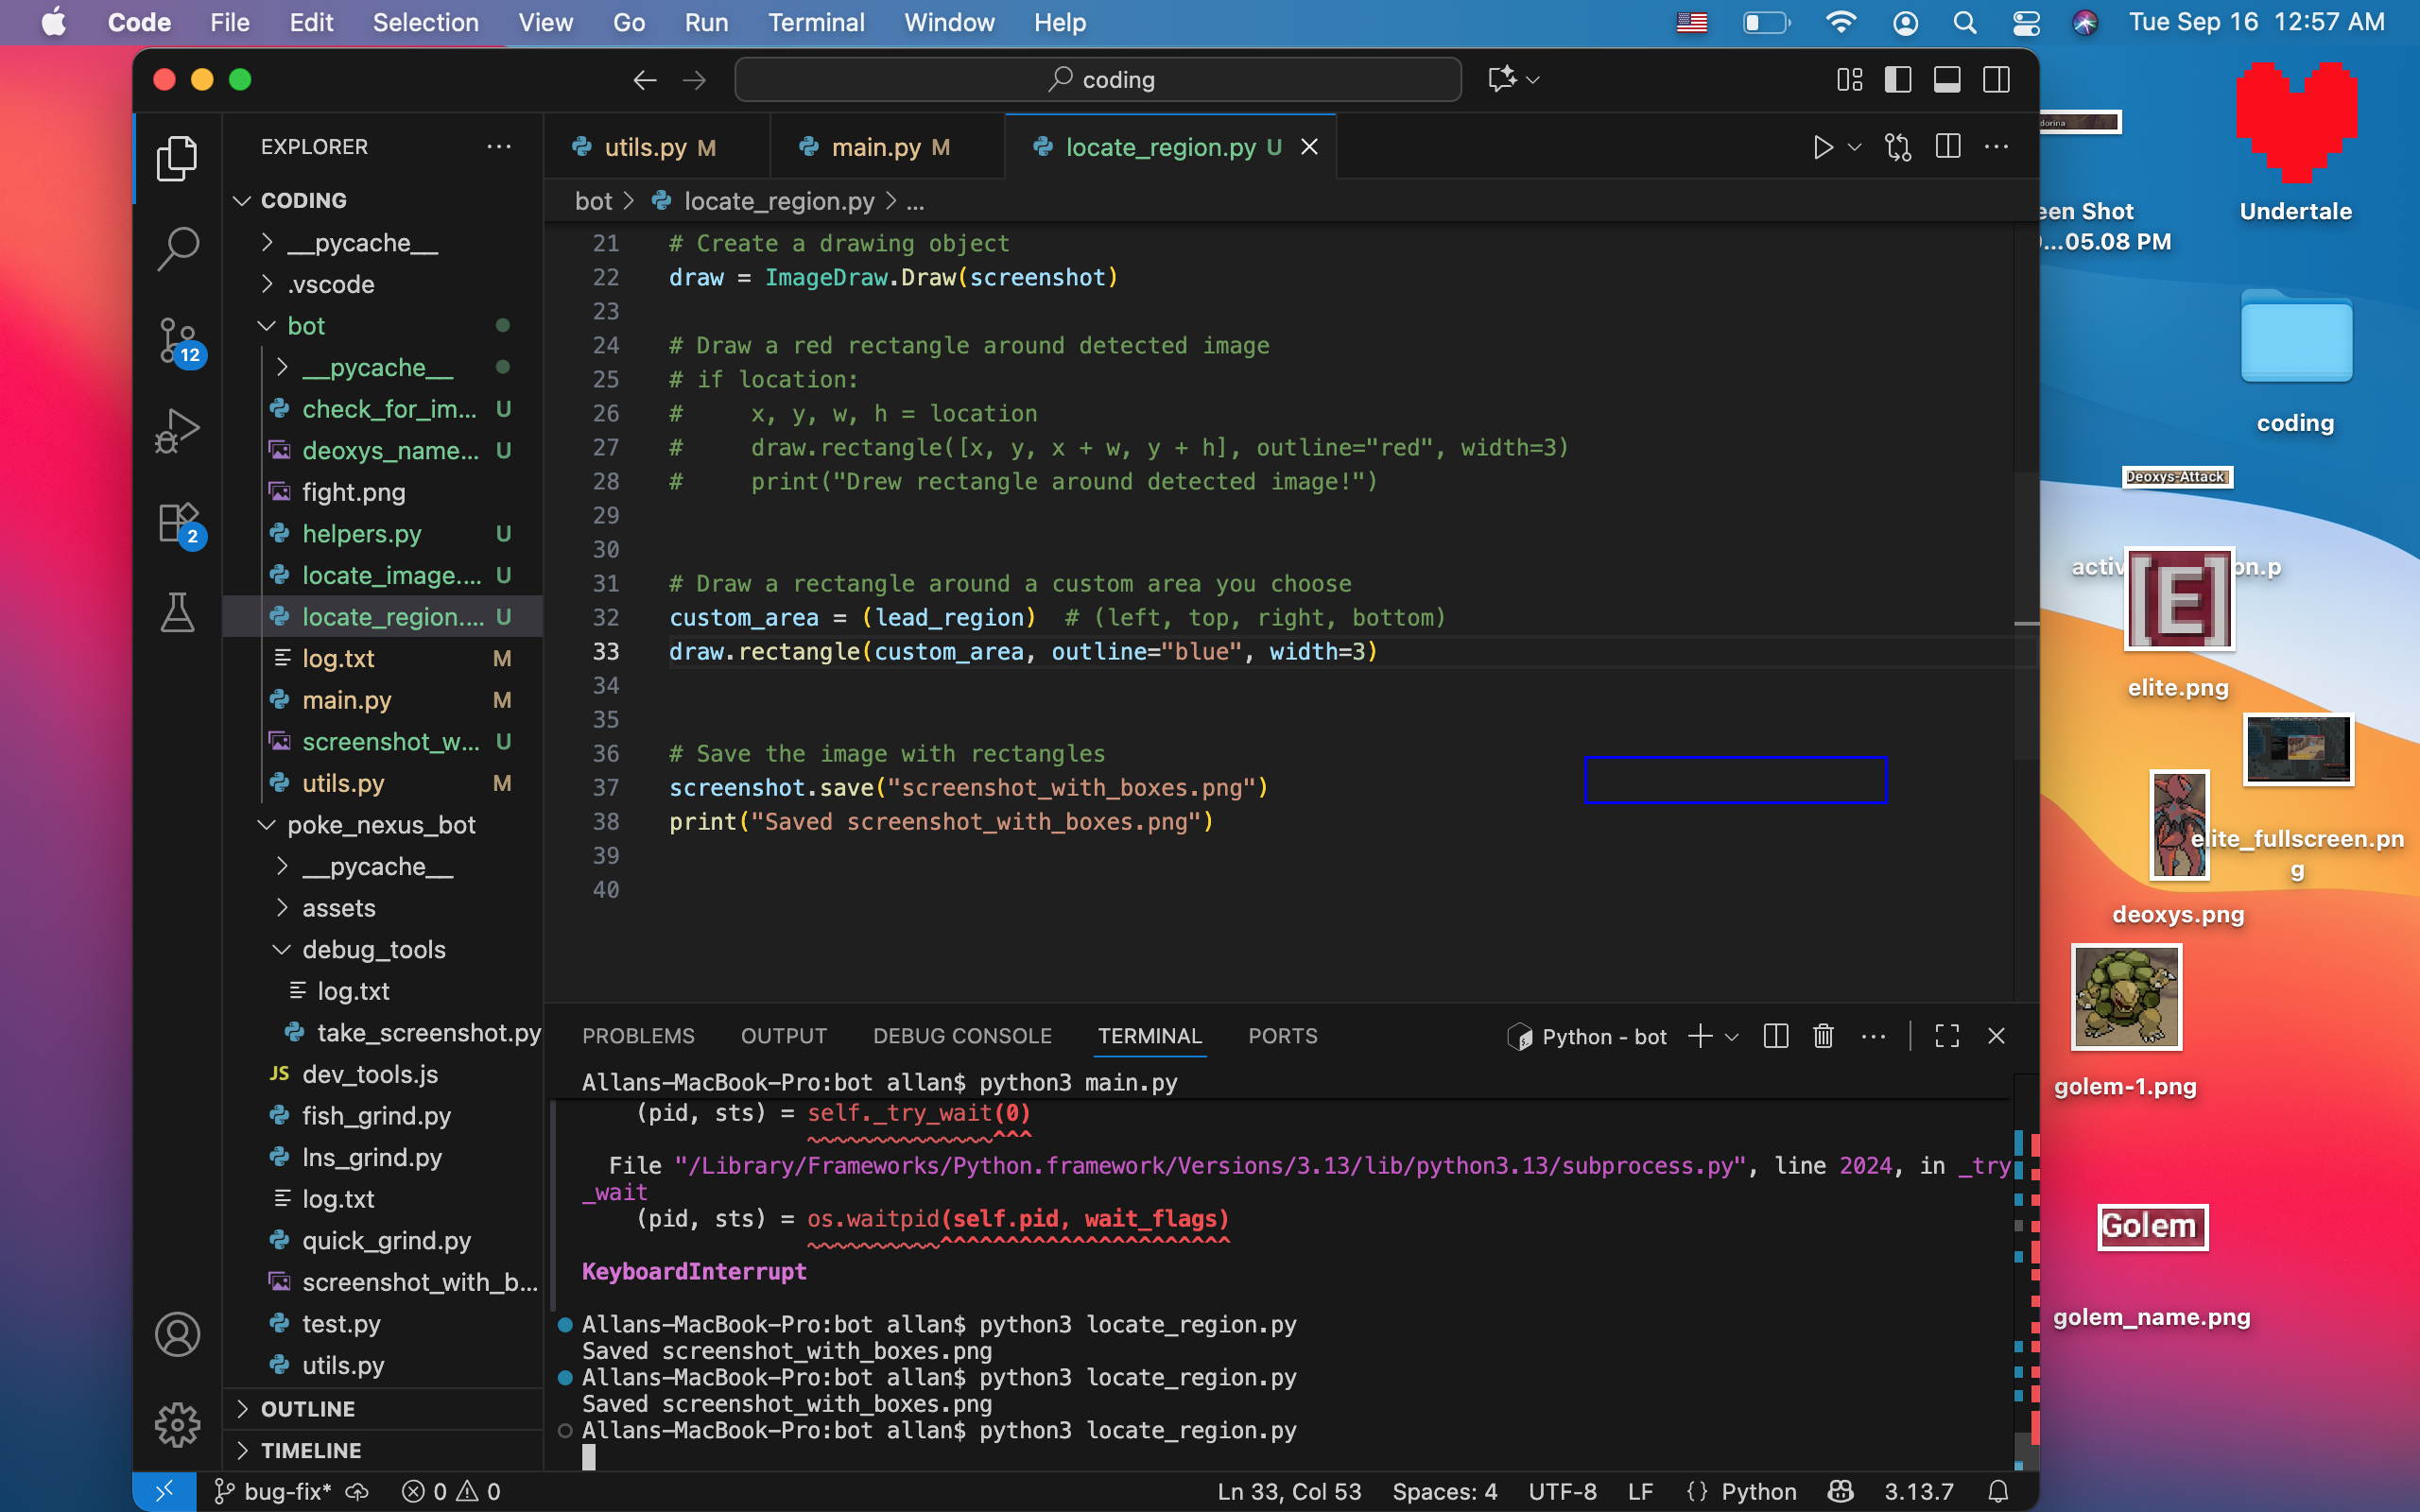 Code File Edit Selection View Go Run Terminal Window Help Tue Sep 16 12:57 AM
coding
EXPLORER
CODING
__pycache__
.vscode
bot
__pycache__
check_for_im... U
deoxys_name... U
fight.png
helpers.py U
locate_image.... U
locate_region.... U
log.txt M
main.py M
screenshot_w... U
utils.py M
poke_nexus_bot
__pycache__
assets
debug_tools
log.txt
take_screenshot.py
JS dev_tools.js
fish_grind.py
lns_grind.py
log.txt
quick_grind.py
screenshot_with_b...
test.py
utils.py
OUTLINE
TIMELINE
12
2
utils.py M
main.py M
locate_region.py U
bot > locate_region.py > ...
21 # Create a drawing object
22 draw = ImageDraw.Draw(screenshot)
23
24 # Draw a red rectangle around detected image
25 # if location:
26 #     x, y, w, h = location
27 #     draw.rectangle([x, y, x + w, y + h], outline="red", width=3)
28 #     print("Drew rectangle around detected image!")
29
30
31 # Draw a rectangle around a custom area you choose
32 custom_area = (lead_region)  # (left, top, right, bottom)
33 draw.rectangle(custom_area, outline="blue", width=3)
34
35
36 # Save the image with rectangles
37 screenshot.save("screenshot_with_boxes.png")
38 print("Saved screenshot_with_boxes.png")
39
40
PROBLEMS OUTPUT DEBUG CONSOLE TERMINAL PORTS
Python - bot
Allans-MacBook-Pro:bot allan$ python3 main.py
(pid, sts) = self._try_wait(0)
~~~~~~~~~~~~~~^^^
File "/Library/Frameworks/Python.framework/Versions/3.13/lib/python3.13/subprocess.py", line 2024, in _try
_wait
(pid, sts) = os.waitpid(self.pid, wait_flags)
~~~~~~~~~~^^^^^^^^^^^^^^^^^^^^^^
KeyboardInterrupt
Allans-MacBook-Pro:bot allan$ python3 locate_region.py
Saved screenshot_with_boxes.png
Allans-MacBook-Pro:bot allan$ python3 locate_region.py
Saved screenshot_with_boxes.png
Allans-MacBook-Pro:bot allan$ python3 locate_region.py
bug-fix* 0 0
Ln 33, Col 53 Spaces: 4 UTF-8 LF {} Python 3.13.7
een Shot
...05.08 PM
Undertale
coding
Deoxys-Attack
activ
on.p
[E]
elite.png
elite_fullscreen.pn
g
deoxys.png
golem-1.png
Golem
golem_name.png